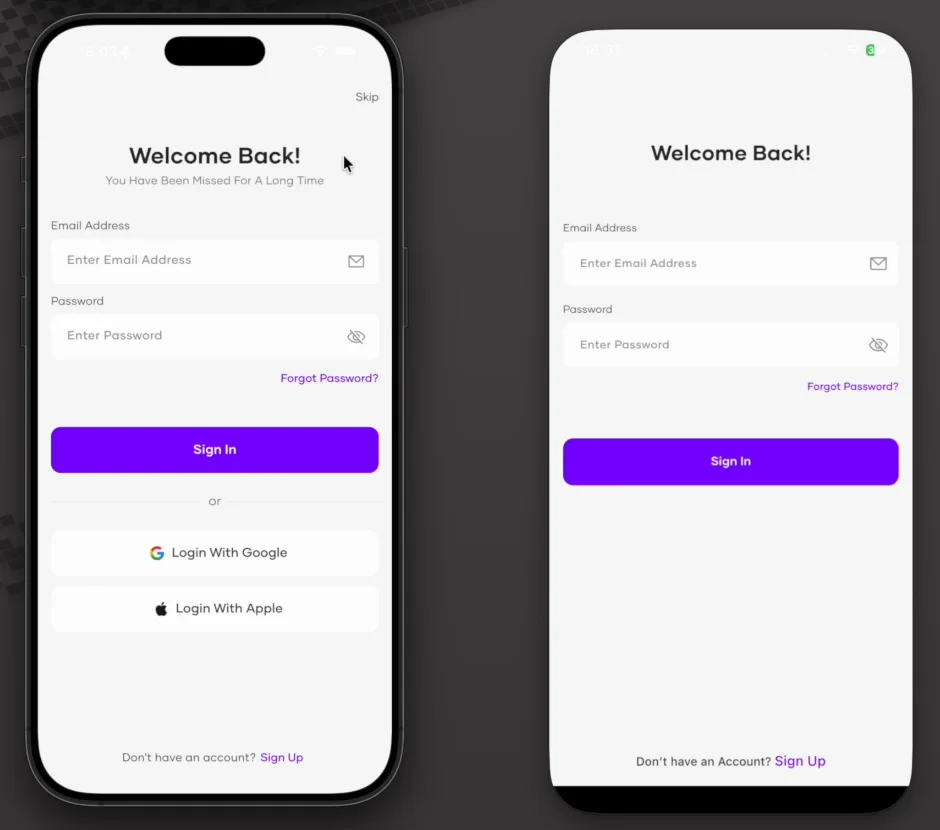 Skip
Welcome Back!
You Have Been Missed For A Long Time
Email Address
Enter Email Address
Password
Enter Password
Forgot Password?
Sign In
or
Login With Google
Login With Apple
Don't have an account? Sign Up
Welcome Back!
Email Address
Enter Email Address
Password
Enter Password
Forgot Password?
Sign In
Don't have an Account? Sign Up